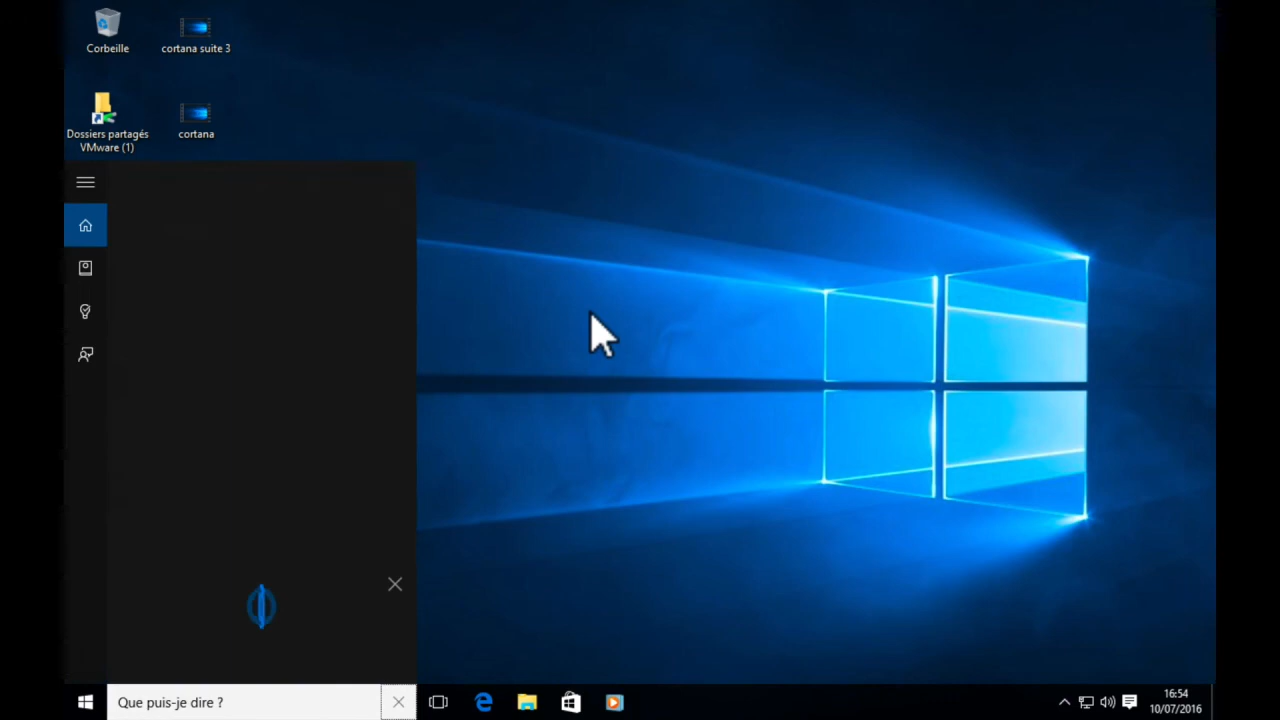 Corbeille
cortana suite 3
Dossiers partagés
VMware (1)
cortana
Que puis-je dire ?
16:54
10/07/2016